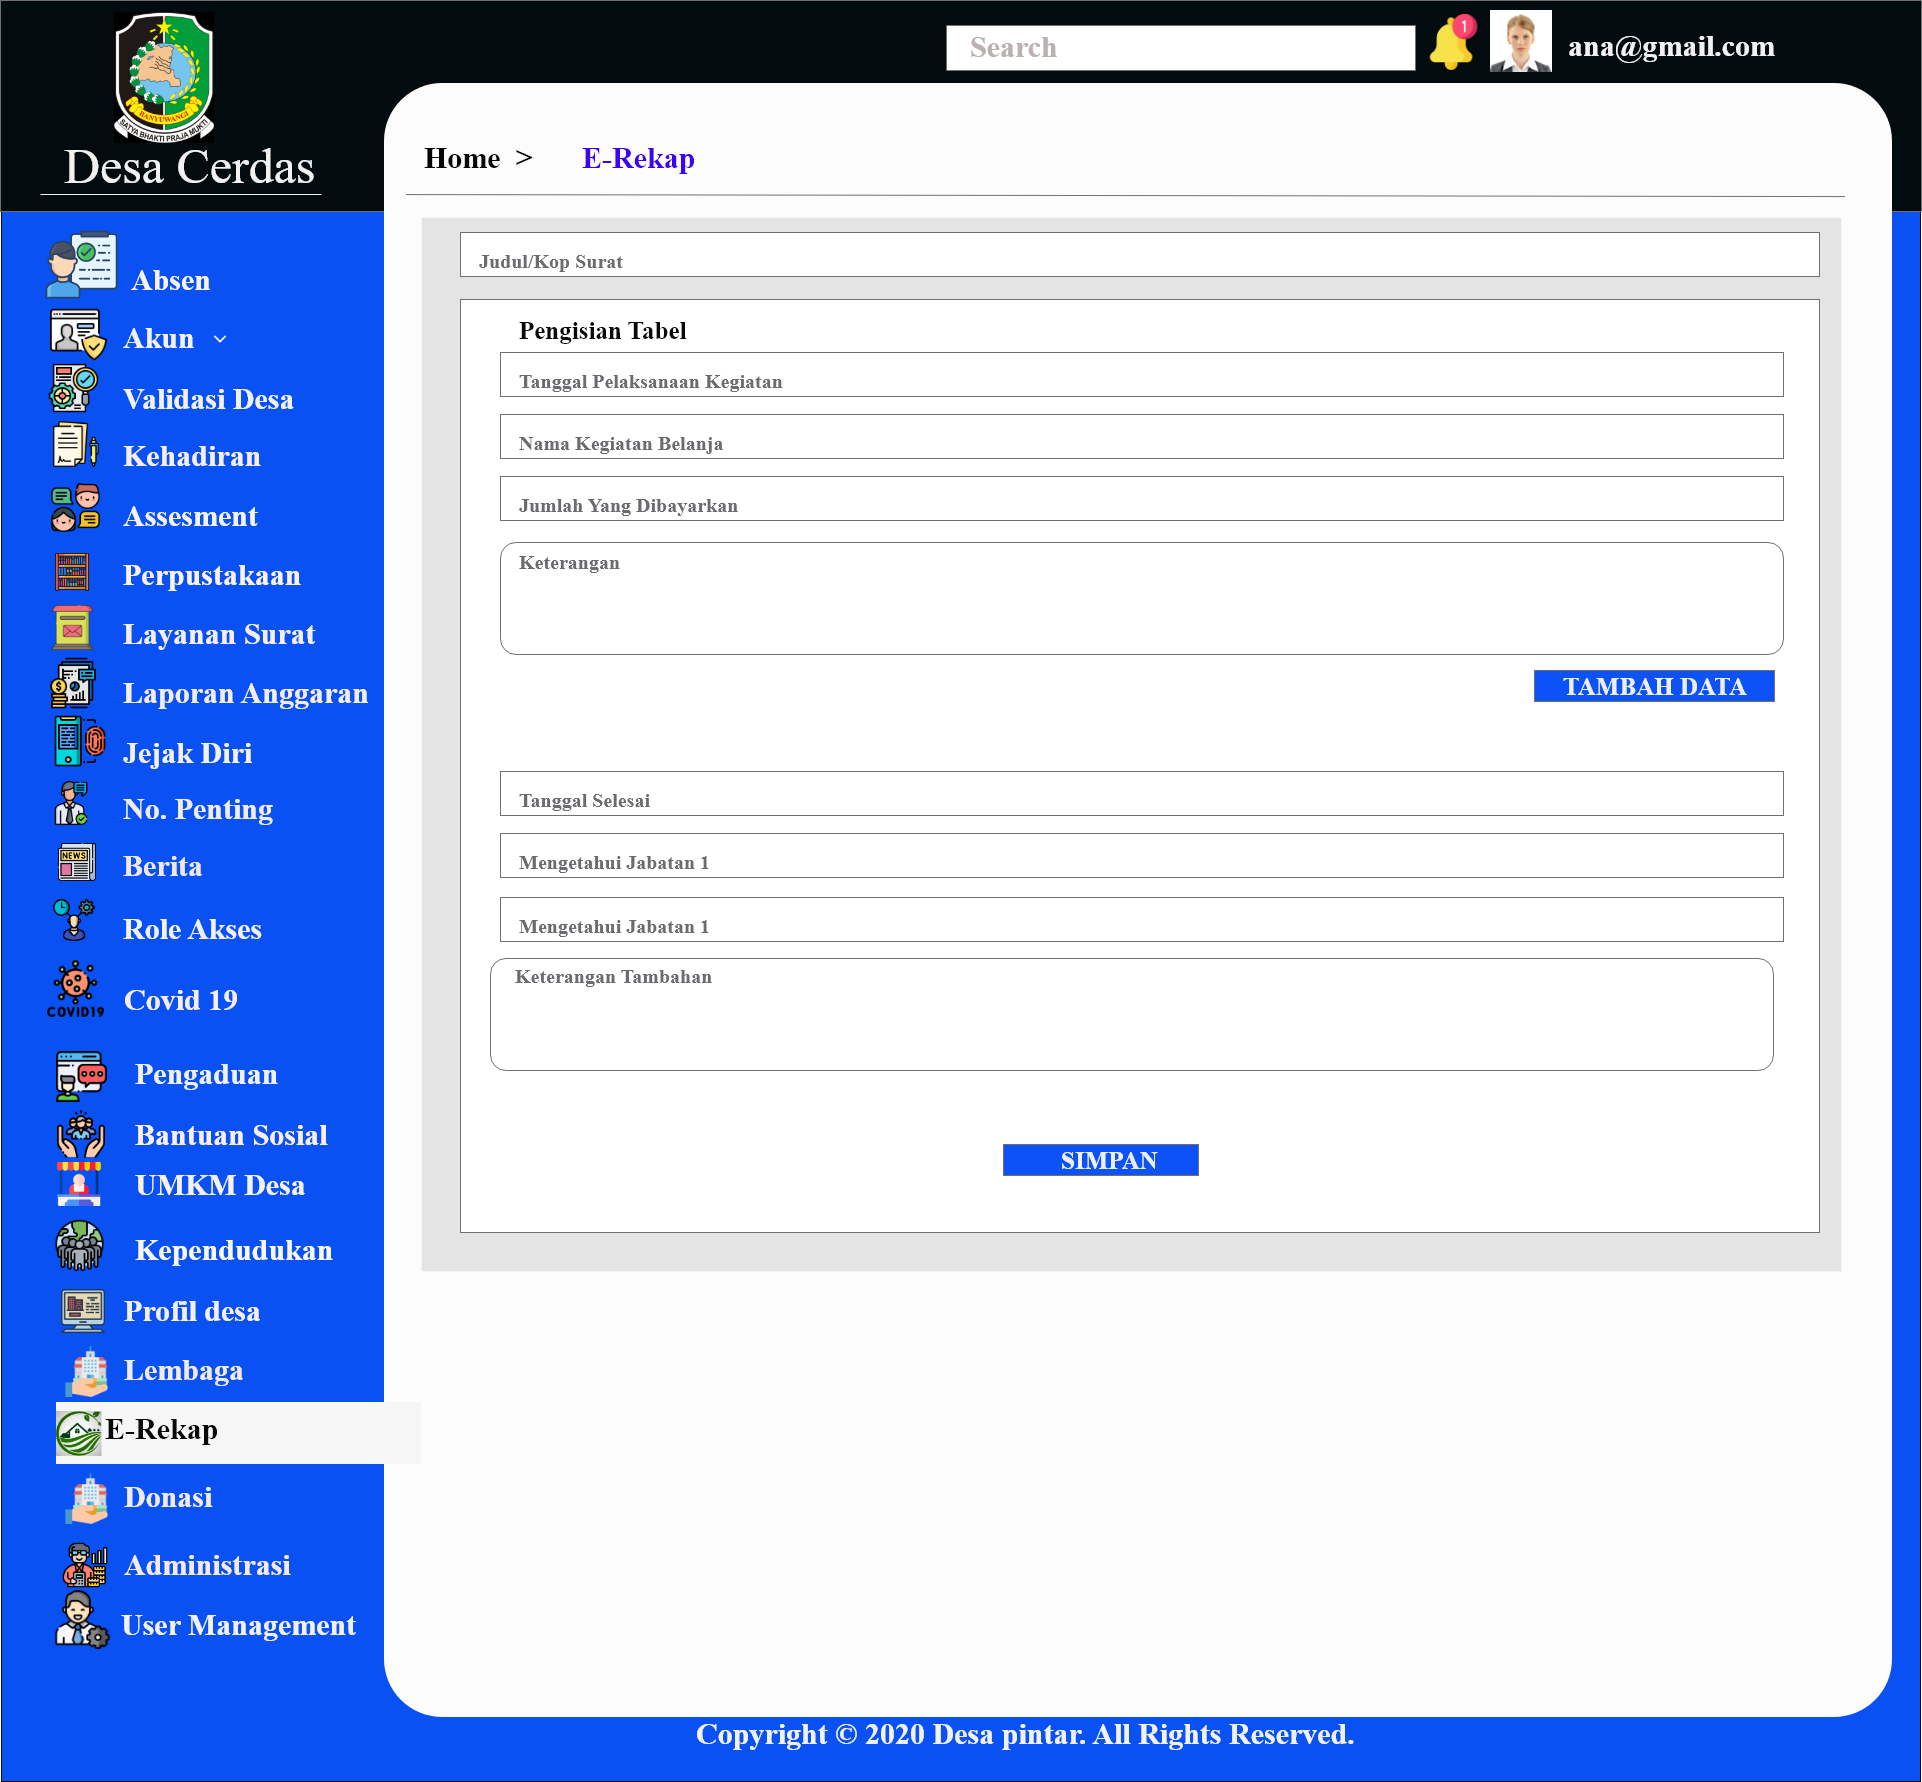 BANYUWANGI
SATYA BHAKTI PRAJA MUKTI
Desa Cerdas
Search
1
ana@gmail.com
Home > E-Rekap
Absen
Akun
Validasi Desa
Kehadiran
Assesment
Perpustakaan
Layanan Surat
Laporan Anggaran
Jejak Diri
No. Penting
NEWS
Berita
Role Akses
COVID19
Covid 19
Pengaduan
Bantuan Sosial
UMKM Desa
Kependudukan
Profil desa
Lembaga
E-Rekap
Donasi
Administrasi
User Management
Judul/Kop Surat
Pengisian Tabel
Tanggal Pelaksanaan Kegiatan
Nama Kegiatan Belanja
Jumlah Yang Dibayarkan
Keterangan
TAMBAH DATA
Tanggal Selesai
Mengetahui Jabatan 1
Mengetahui Jabatan 1
Keterangan Tambahan
SIMPAN
Copyright © 2020 Desa pintar. All Rights Reserved.